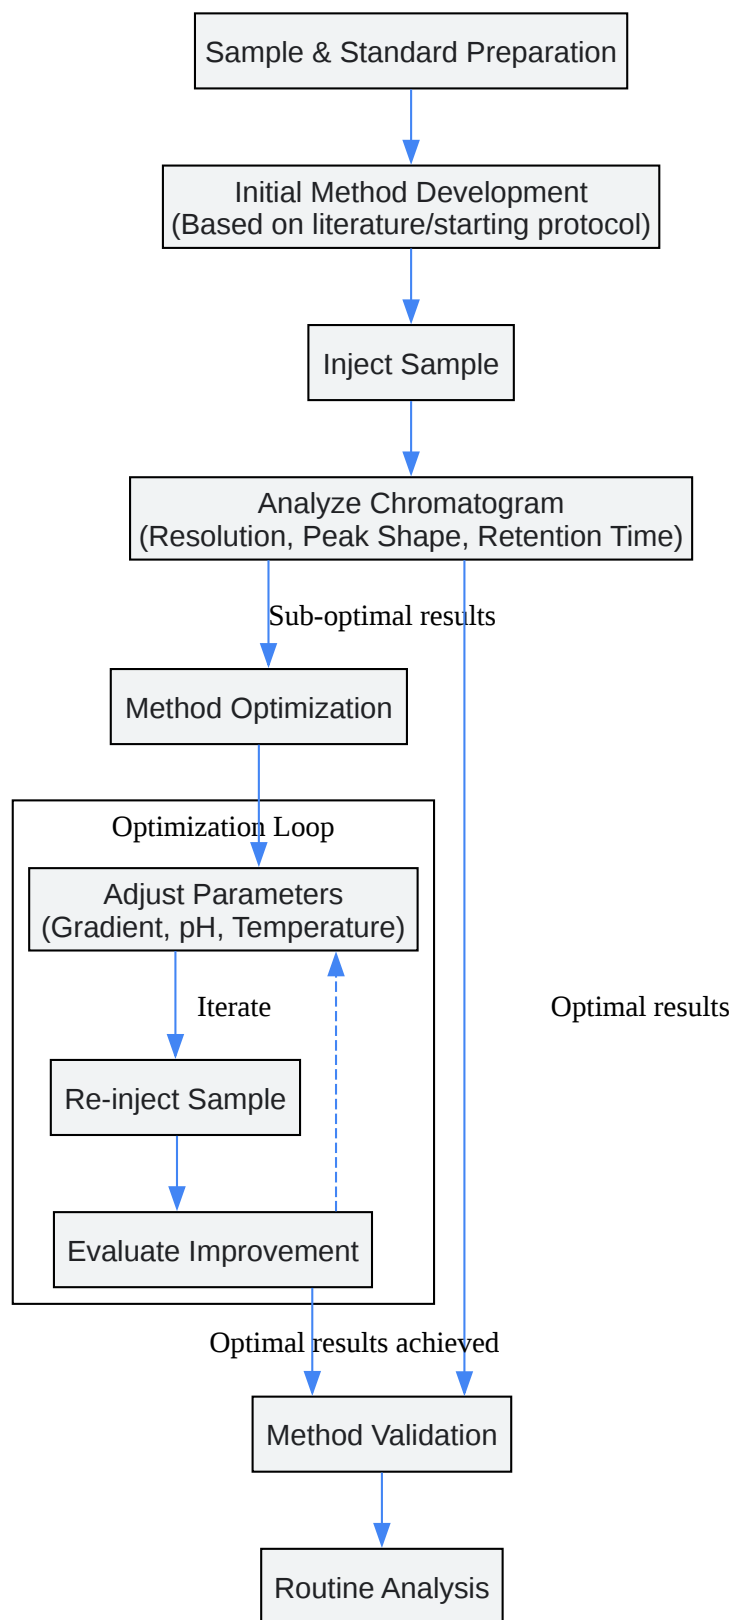 Sample & Standard Preparation
Initial Method Development
(Based on literature/starting protocol)
Inject Sample
Analyze Chromatogram
(Resolution, Peak Shape, Retention Time)
Sub-optimal results
Method Optimization
Optimization Loop
Adjust Parameters
(Gradient, pH, Temperature)
Iterate
Optimal results
Re-inject Sample
Evaluate Improvement
Optimal results achieved
Method Validation
Routine Analysis